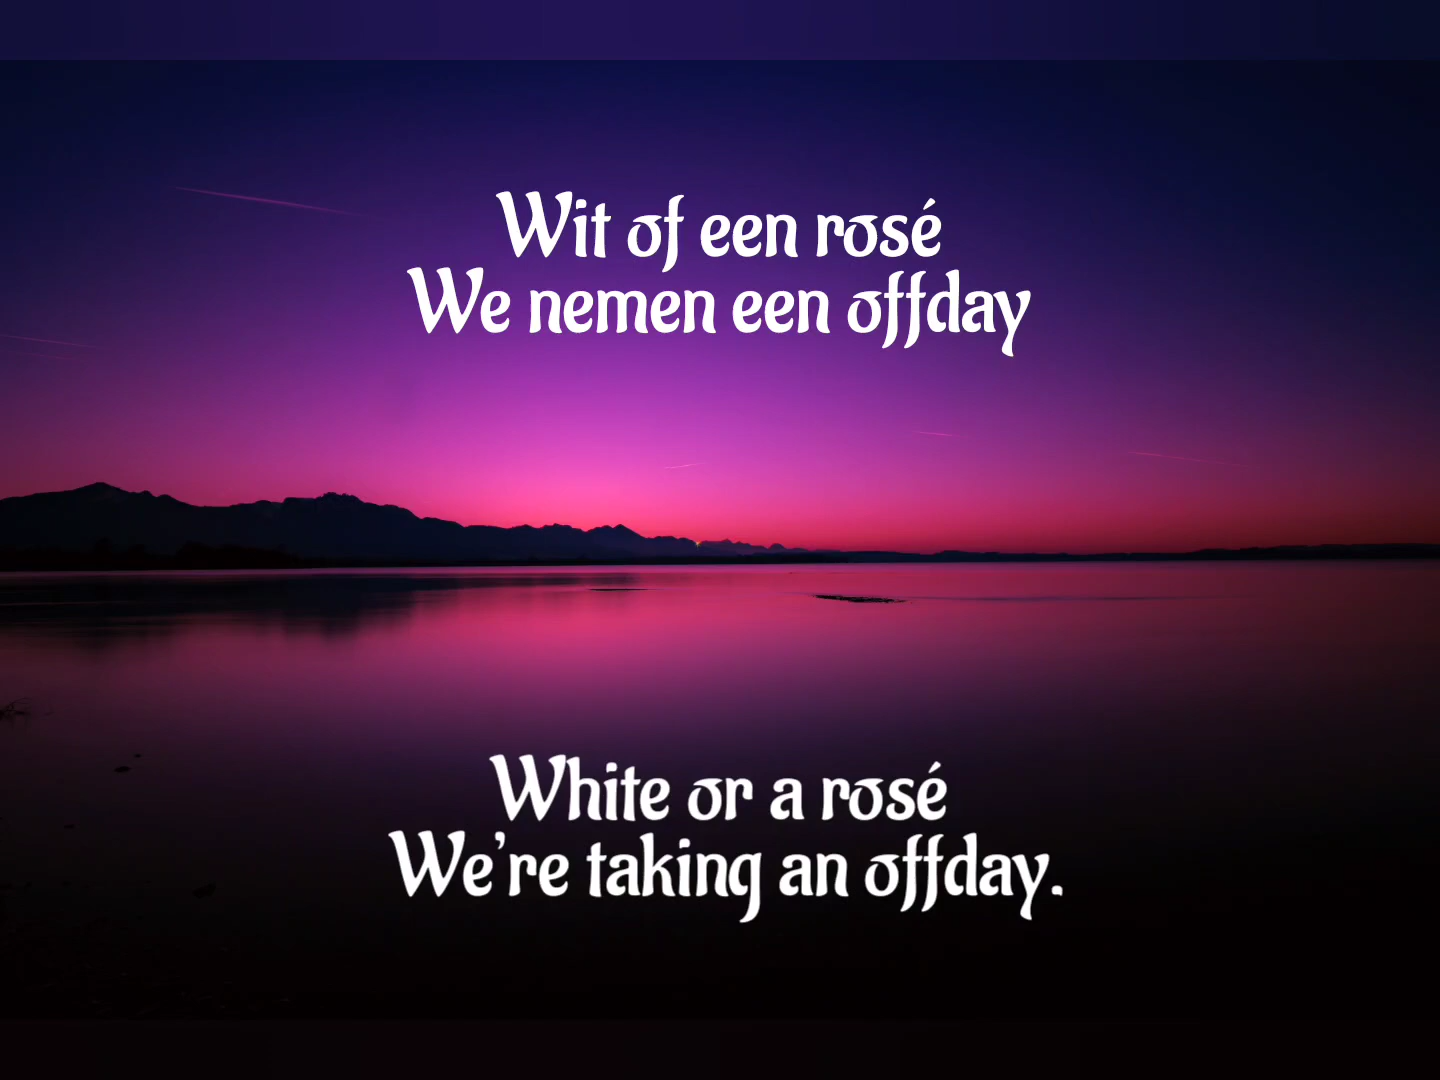 Wit of een rosé
We nemen een offday
White or a rosé
We're taking an offday.